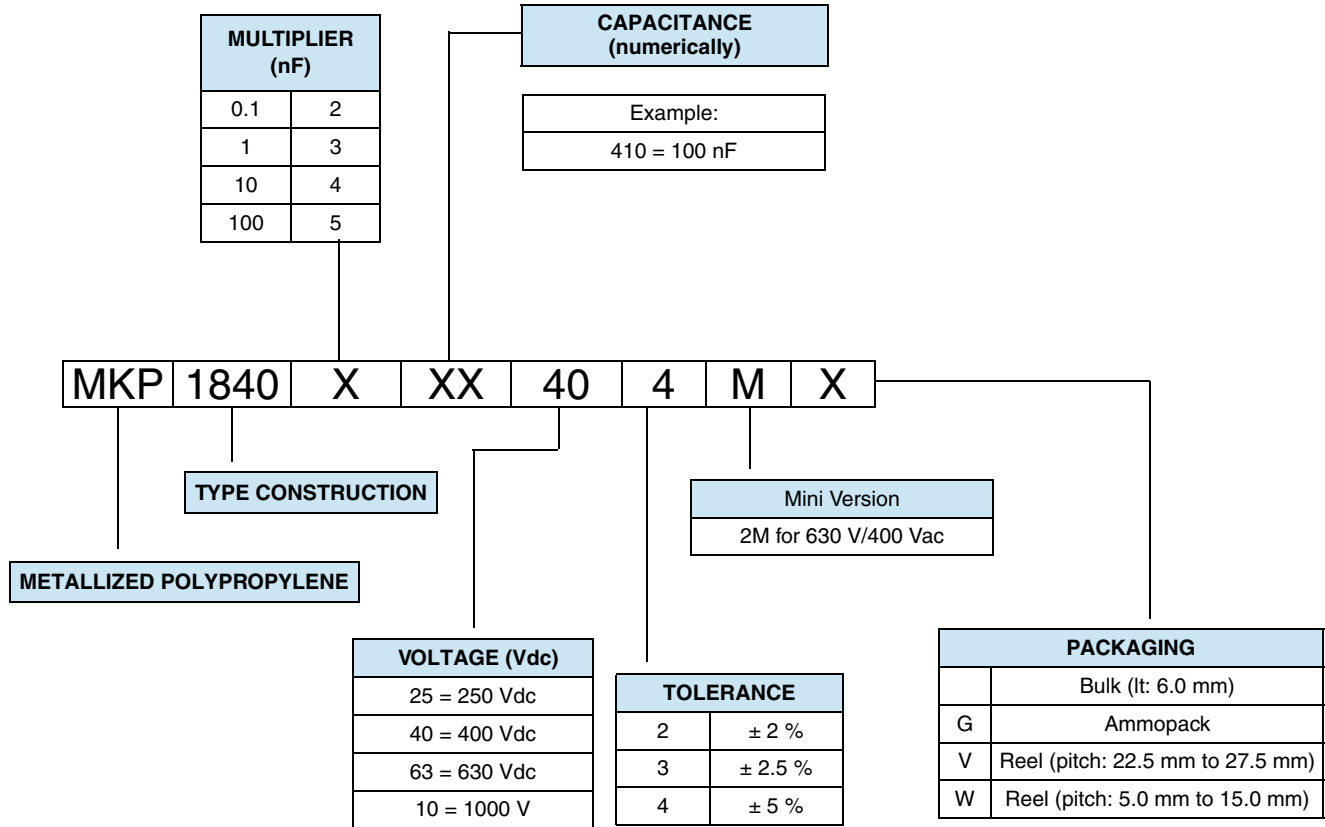 MULTIPLIER
(nF)
0.1 2
1 3
10 4
100 5
CAPACITANCE
(numerically)
Example:
410 = 100 nF
MKP 1840 X XX 40 4 M X
TYPE CONSTRUCTION
METALLIZED POLYPROPYLENE
Mini Version
2M for 630 V/400 Vac
VOLTAGE (Vdc)
25 = 250 Vdc
40 = 400 Vdc
63 = 630 Vdc
10 = 1000 V
TOLERANCE
2 ± 2 %
3 ± 2.5 %
4 ± 5 %
PACKAGING
Bulk (lt: 6.0 mm)
G Ammopack
V Reel (pitch: 22.5 mm to 27.5 mm)
W Reel (pitch: 5.0 mm to 15.0 mm)